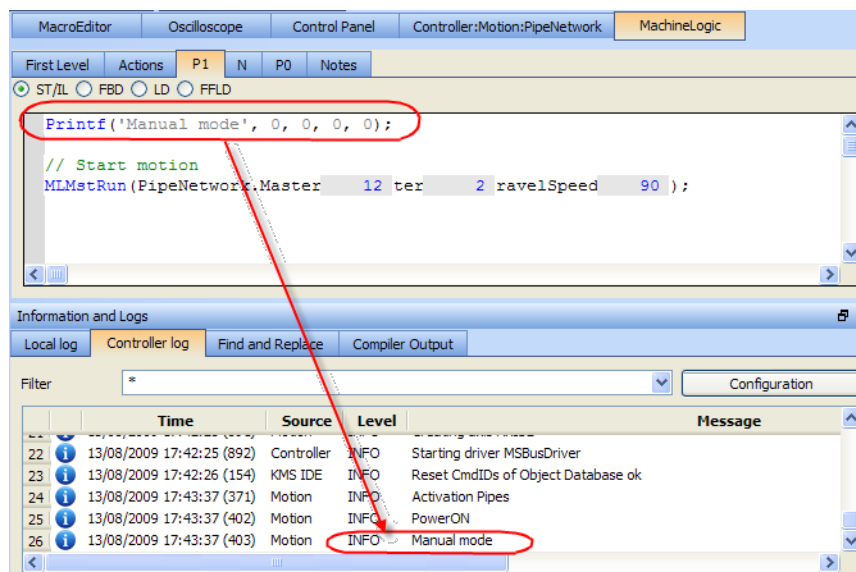 MacroEditor Oscilloscope Control Panel Controller:Motion:PipeNetwork MachineLogic
First Level Actions P1 N P0 Notes
ST/IL FBD LD FFLD
Printf('Manual mode', 0, 0, 0, 0);
// Start motion
MLMstRun(PipeNetwork.Master 12 ter 2 ravelSpeed 90 );
Information and Logs
Local log Controller log Find and Replace Compiler Output
Filter * Configuration
Time Source Level Message
22 13/08/2009 17:42:25 (892) Controller INFO Starting driver MSBusDriver
23 13/08/2009 17:42:26 (154) KMS IDE INFO Reset CmdIDs of Object Database ok
24 13/08/2009 17:43:37 (371) Motion INFO Activation Pipes
25 13/08/2009 17:43:37 (402) Motion INFO PowerON
26 13/08/2009 17:43:37 (403) Motion INFO Manual mode